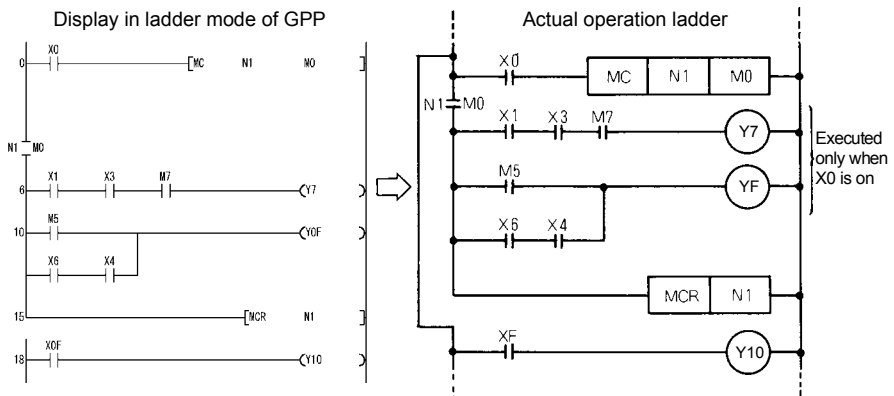 Display in ladder mode of GPP
X0
0 [MC N1 M0 ]
N1 M0
X1 X3 M7
6 (Y7 )
M5
10 (Y0F )
X6 X4
15 [MCR N1 ]
X0F
18 (Y10 )
Actual operation ladder
X0
MC N1 M0
N1 M0
X1 X3 M7
Y7
M5
YF
X6 X4
MCR N1
XF
Y10
Executed
only when
X0 is on